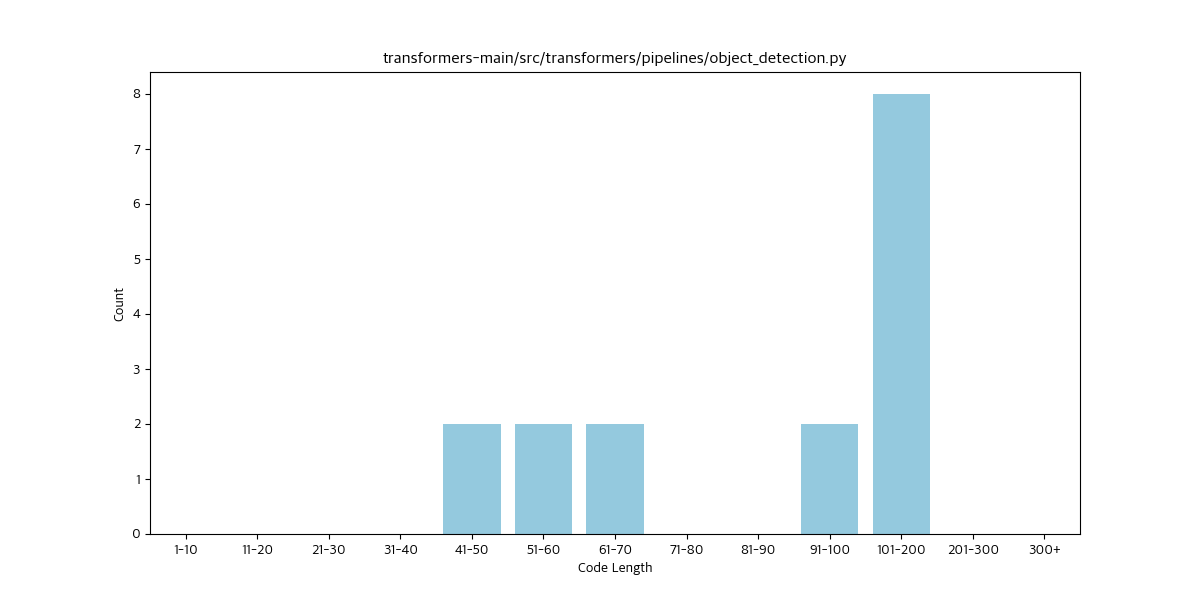 transformers-main/src/transformers/pipelines/object_detection.py
8
7
6
5
4
3
2
1
0
Count
1-10 11-20 21-30 31-40 41-50 51-60 61-70 71-80 81-90 91-100 101-200 201-300 300+
Code Length